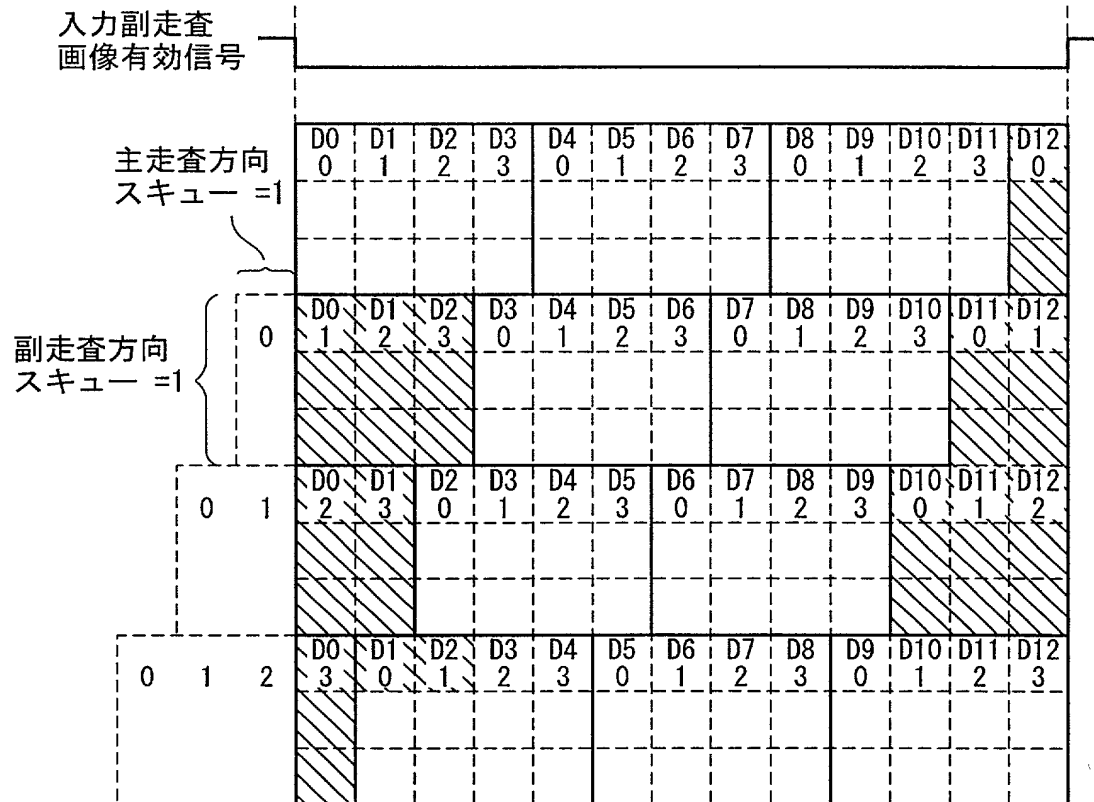 入力副走査
画像有効信号
D0 D1 D2 D3 D4 D5 D6 D7 D8 D9 D10 D11 D12
0 1 2 3 0 1 2 3 0 1 2 3 0
主走査方向
スキュー =1
D0 D1 D2 D3 D4 D5 D6 D7 D8 D9 D10 D11 D12
0 1 2 3 0 1 2 3 0 1 2 3 0 1
副走査方向
スキュー =1
D0 D1 D2 D3 D4 D5 D6 D7 D8 D9 D10 D11 D12
0 1 2 3 0 1 2 3 0 1 2 3 0 1 2
D0 D1 D2 D3 D4 D5 D6 D7 D8 D9 D10 D11 D12
0 1 2 3 0 1 2 3 0 1 2 3 0 1 2 3